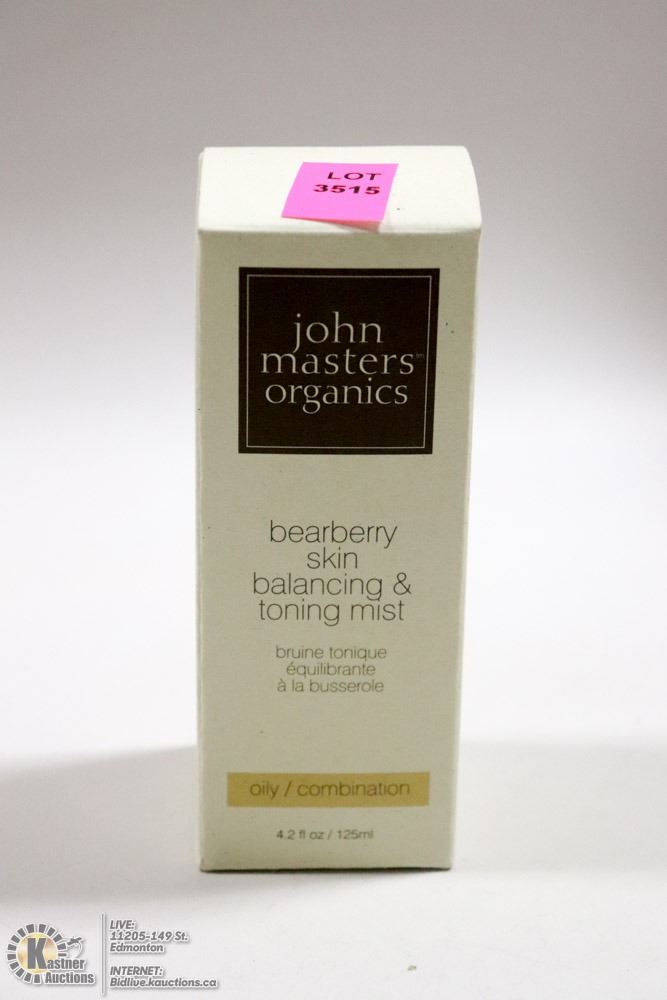 LOT
3515
john
masters
organics
bearberry
skin
balancing &
toning mist
bruine tonique
équilibrante
à la busserole
oily / combination
4.2 fl oz / 125ml
Kastner
Auctions
LIVE:
11205-149 St.
Edmonton
INTERNET:
Bidlive.kauctions.ca